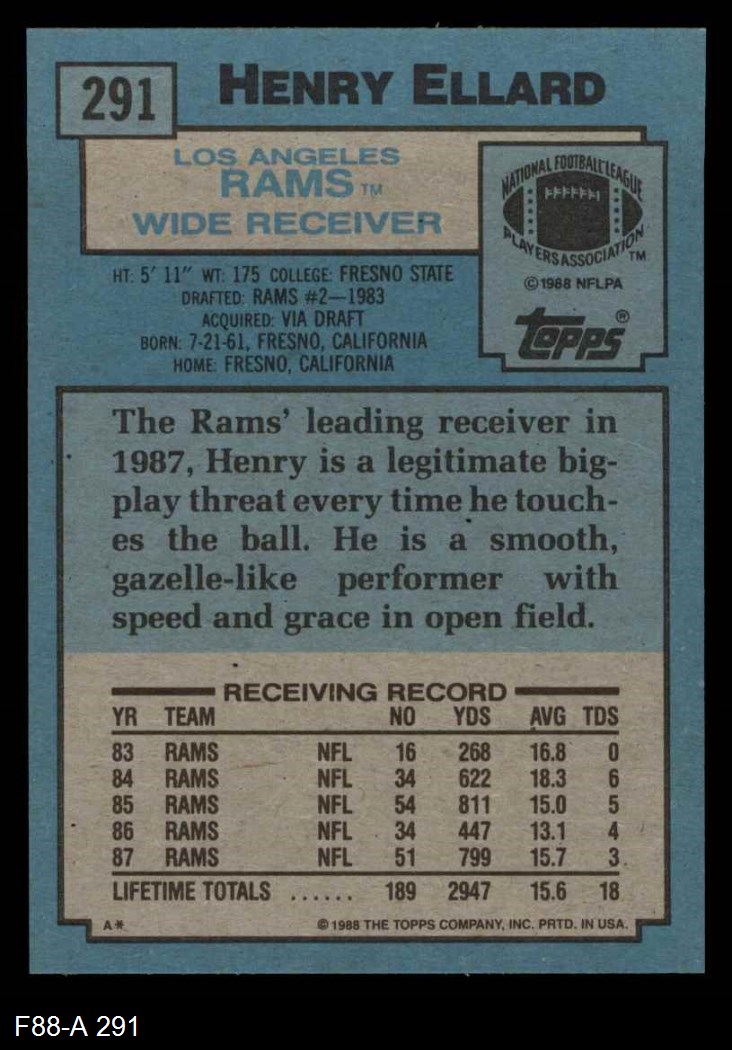 291
HENRY ELLARD
LOS ANGELES
RAMS TM
WIDE RECEIVER
NATIONAL FOOTBALL LEAGUE
PLAYERS ASSOCIATION TM
© 1988 NFLPA
topps®
HT: 5' 11" WT: 175 COLLEGE: FRESNO STATE
DRAFTED: RAMS #2—1983
ACQUIRED: VIA DRAFT
BORN: 7-21-61, FRESNO, CALIFORNIA
HOME: FRESNO, CALIFORNIA
The Rams' leading receiver in
1987, Henry is a legitimate big-
play threat every time he touch-
es the ball. He is a smooth,
gazelle-like performer with
speed and grace in open field.
RECEIVING RECORD
YR TEAM NO YDS AVG TDS
83 RAMS NFL 16 268 16.8 0
84 RAMS NFL 34 622 18.3 6
85 RAMS NFL 54 811 15.0 5
86 RAMS NFL 34 447 13.1 4
87 RAMS NFL 51 799 15.7 3
LIFETIME TOTALS ...... 189 2947 15.6 18
A* © 1988 THE TOPPS COMPANY, INC. PRTD. IN USA.
F88-A 291